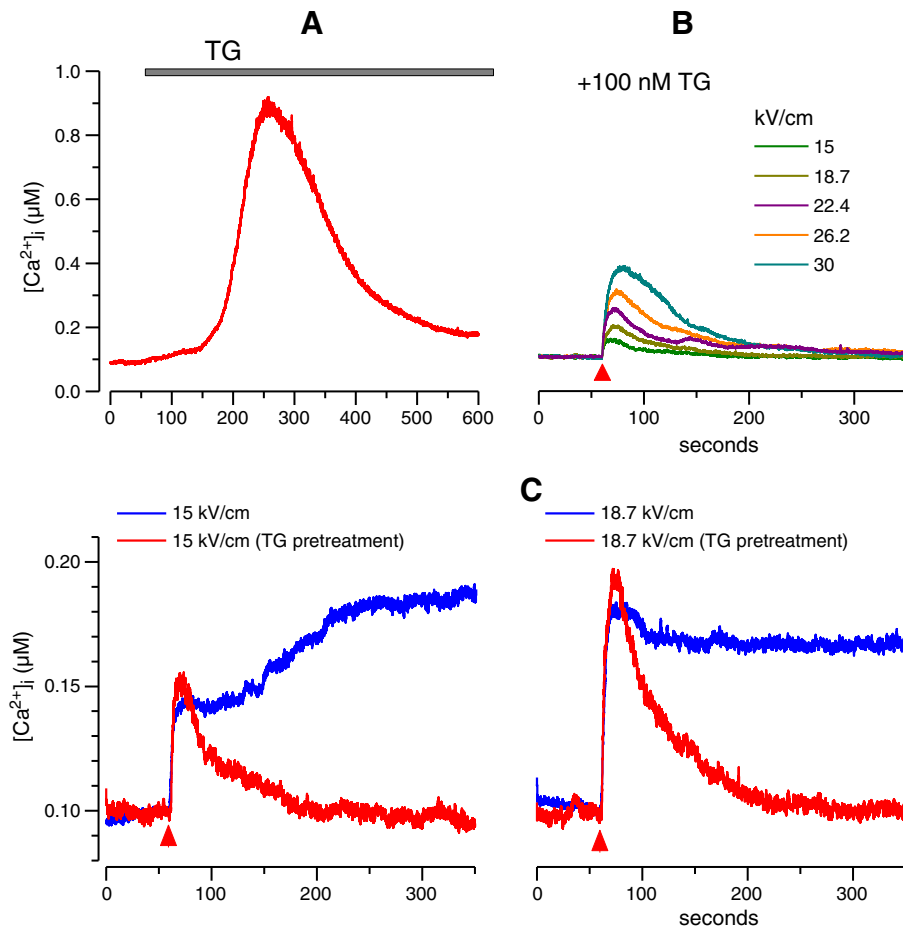 A
TG
1.0
0.8
0.6
0.4
0.2
0.0
[Ca²⁺]i (µM)
0 100 200 300 400 500 600
B
+100 nM TG
kV/cm
15
18.7
22.4
26.2
30
0 100 200 300
seconds
C
15 kV/cm
15 kV/cm (TG pretreatment)
0.20
0.15
0.10
[Ca²⁺]i (µM)
0 100 200 300
18.7 kV/cm
18.7 kV/cm (TG pretreatment)
0 100 200 300
seconds